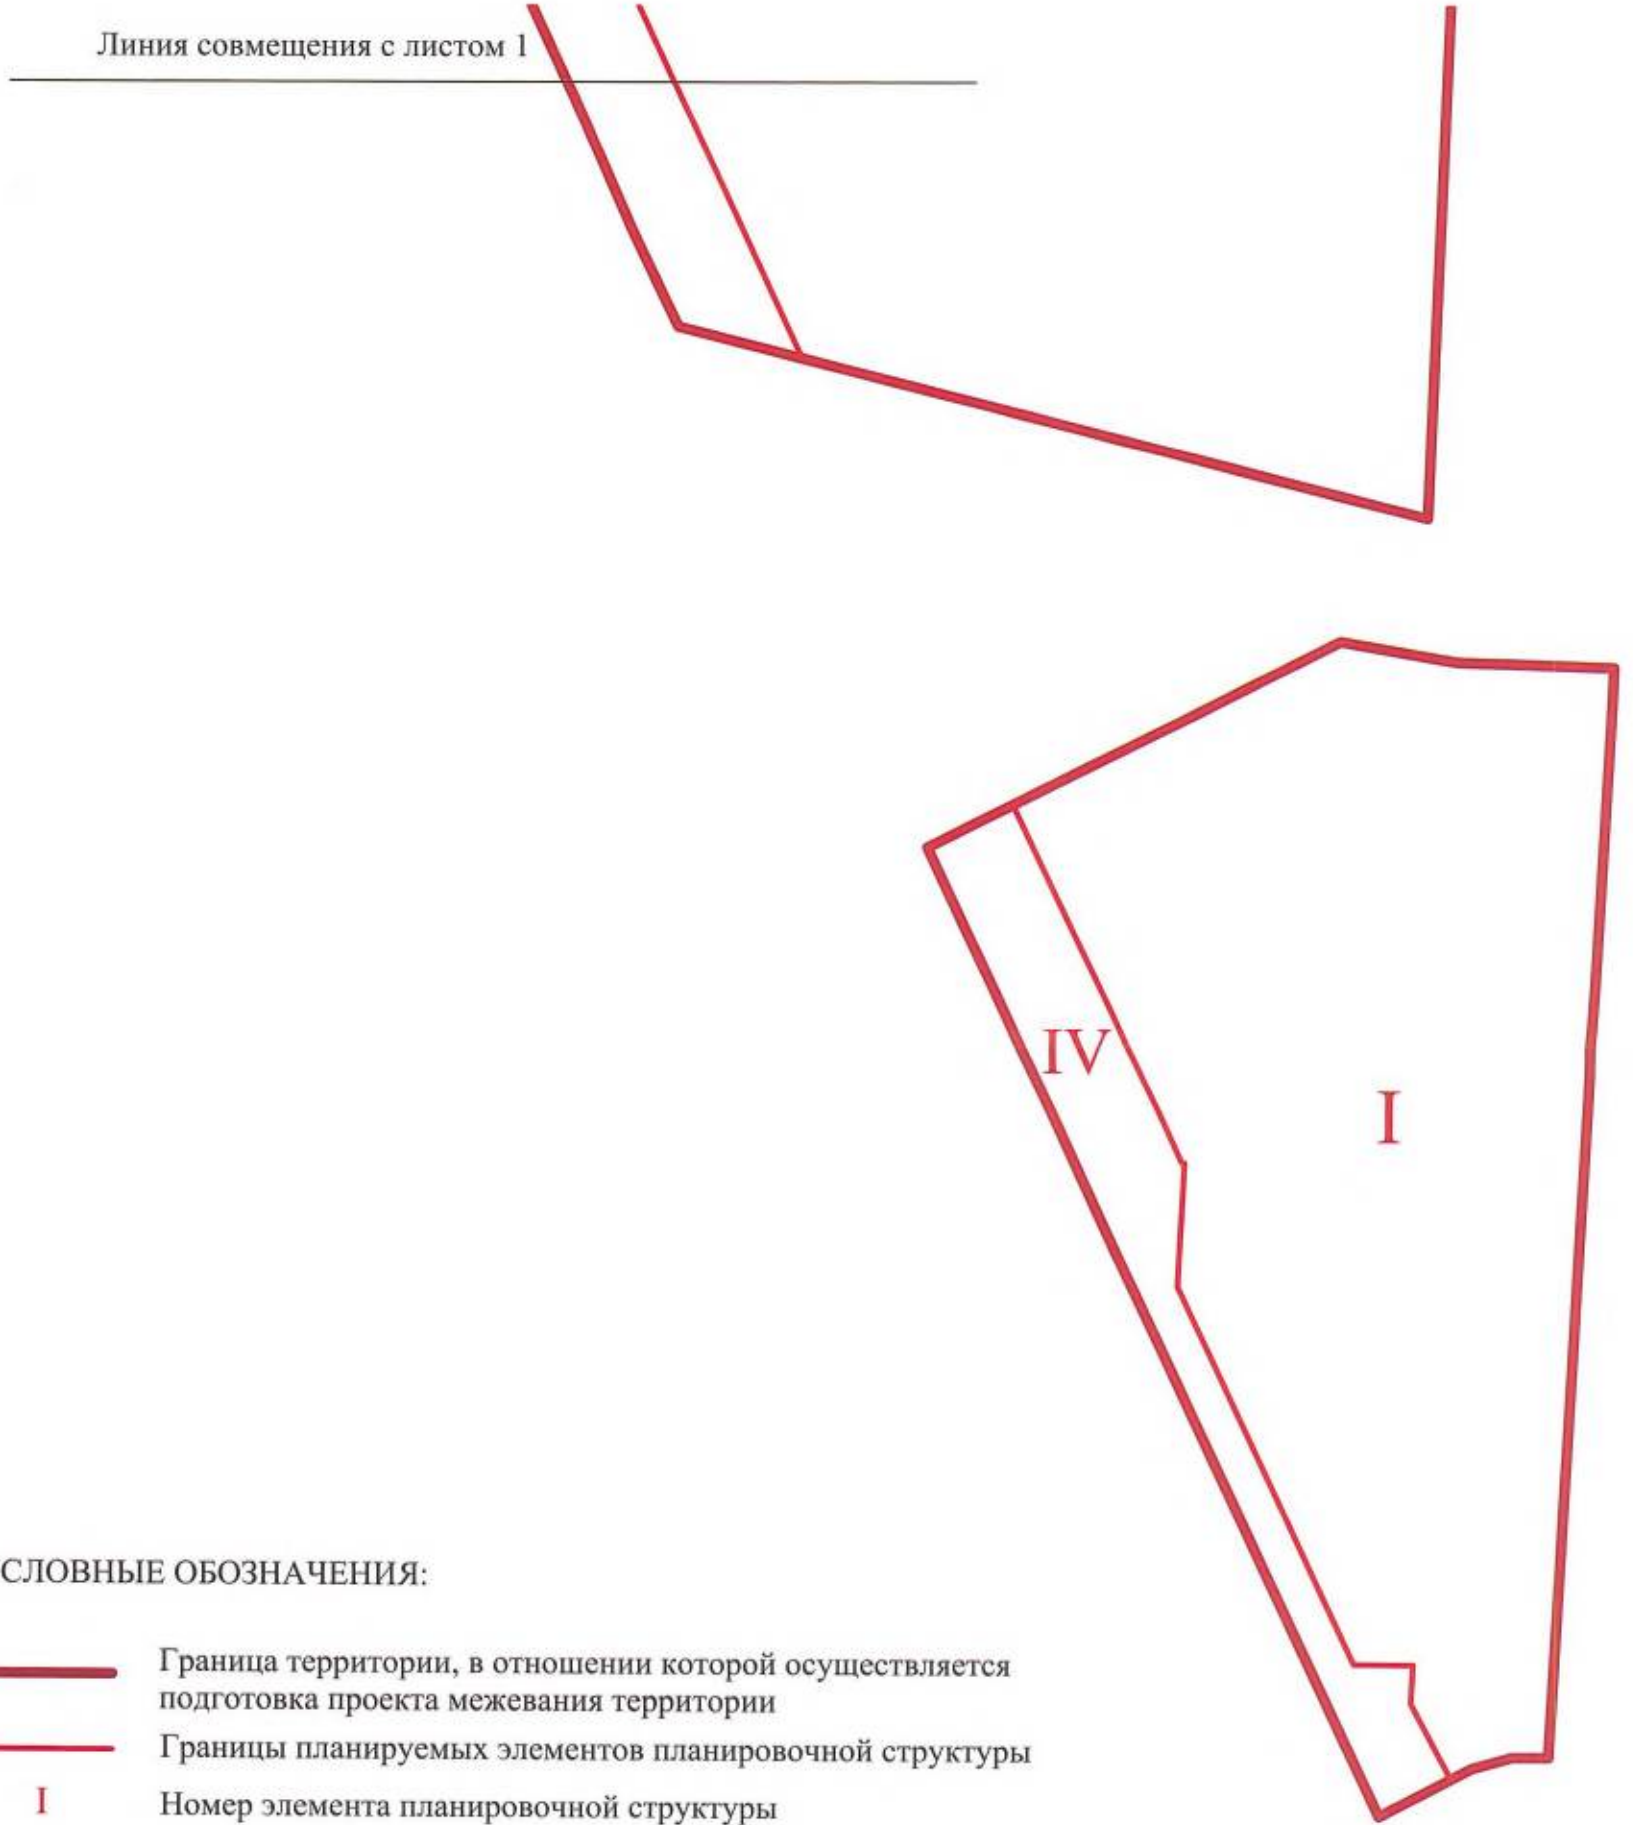 Линия совмещения с листом 1
IV
I
СЛОВНЫЕ ОБОЗНАЧЕНИЯ:
Граница территории, в отношении которой осуществляется
подготовка проекта межевания территории
Границы планируемых элементов планировочной структуры
I Номер элемента планировочной структуры